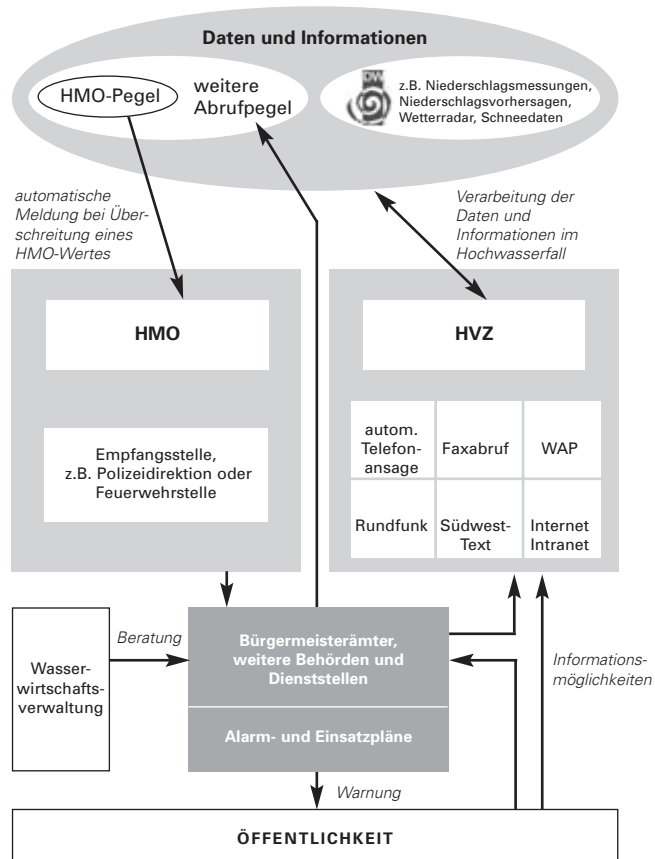 Daten und Informationen
HMO-Pegel
weitere
Abrufpegel
z.B. Niederschlagsmessungen,
Niederschlagsvorhersagen,
Wetterradar, Schneedaten
automatische
Meldung bei Über-
schreitung eines
HMO-Wertes
Verarbeitung der
Daten und
Informationen im
Hochwasserfall
HMO
HVZ
Empfangsstelle,
z.B. Polizeidirektion oder
Feuerwehrstelle
autom.
Telefon-
ansage
Faxabruf
WAP
Rundfunk
Südwest-
Text
Internet
Intranet
Wasser-
wirtschafts-
verwaltung
Beratung
Bürgermeisterämter,
weitere Behörden und
Dienststellen
Alarm- und Einsatzpläne
Informations-
möglichkeiten
Warnung
ÖFFENTLICHKEIT